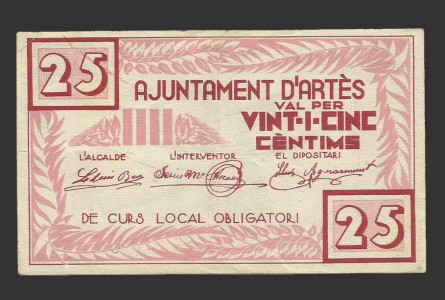 25
AJUNTAMENT D'ARTÈS
VAL PER
VINT-I-CINC
CÈNTIMS
L'ALCALDE L'INTERVENTOR EL DIPOSITARI
DE CURS LOCAL OBLIGATORI
25